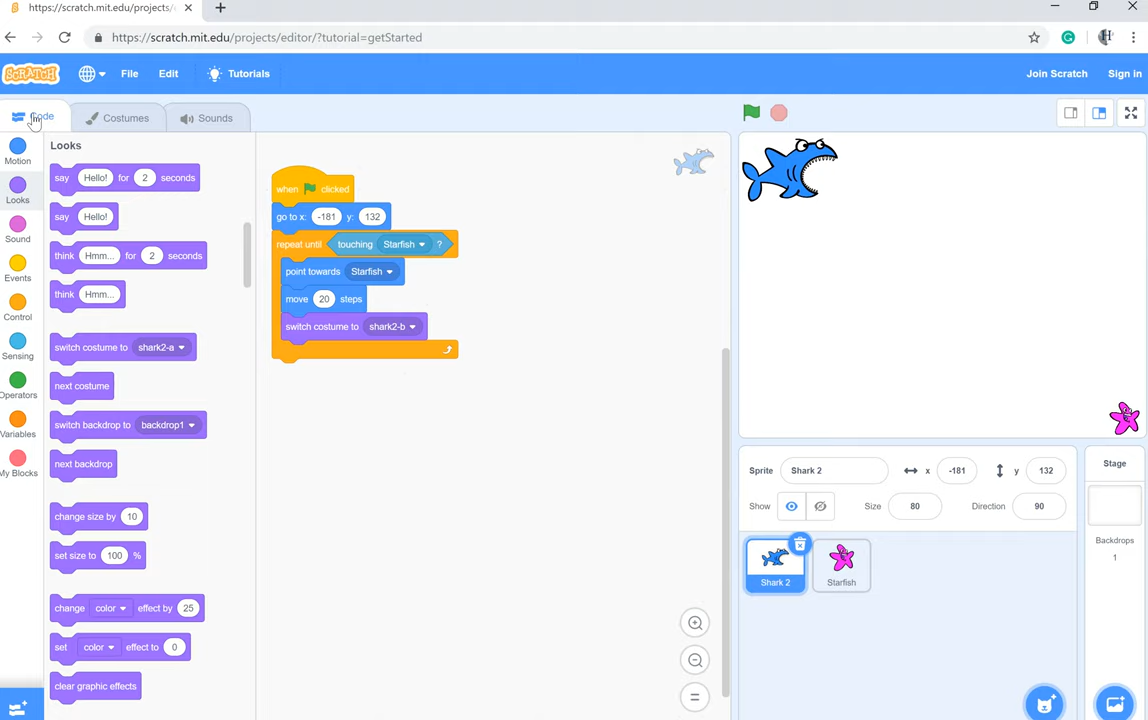 https://scratch.mit.edu/projects/
https://scratch.mit.edu/projects/editor/?tutorial=getStarted
SCRATCH File Edit Tutorials Join Scratch Sign in
Code Costumes Sounds
Motion
Looks
Sound
Events
Control
Sensing
Operators
Variables
My Blocks
Looks
say Hello! for 2 seconds
say Hello!
think Hmm... for 2 seconds
think Hmm...
switch costume to shark2-a
next costume
switch backdrop to backdrop1
next backdrop
change size by 10
set size to 100 %
change color effect by 25
set color effect to 0
clear graphic effects
when clicked
go to x: -181 y: 132
repeat until touching Starfish ?
point towards Starfish
move 20 steps
switch costume to shark2-b
Sprite Shark 2 x -181 y 132
Show Size 80 Direction 90
Shark 2
Starfish
Stage
Backdrops
1